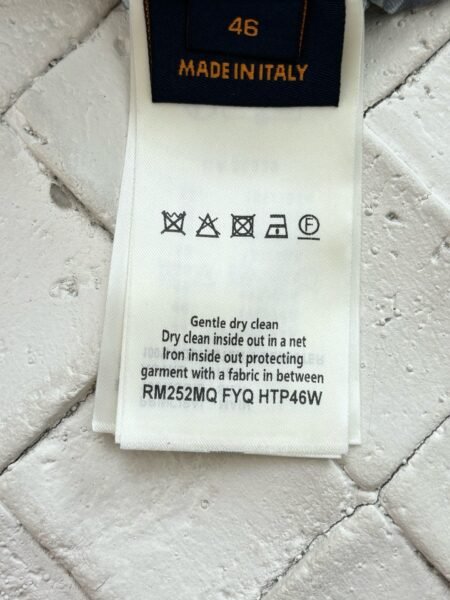 46
MADE IN ITALY
F
Gentle dry clean
Dry clean inside out in a net
Iron inside out protecting
garment with a fabric in between
RM252MQ FYQ HTP46W